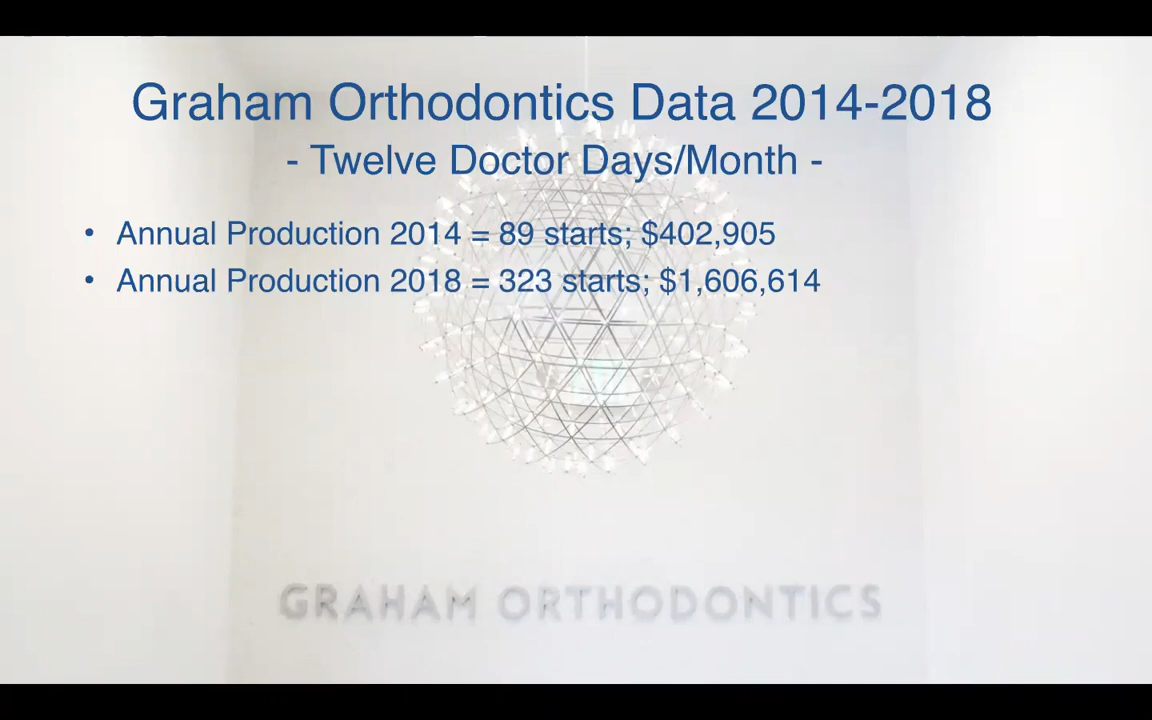 Graham Orthodontics Data 2014-2018
- Twelve Doctor Days/Month -
• Annual Production 2014 = 89 starts; $402,905
• Annual Production 2018 = 323 starts; $1,606,614
GRAHAM ORTHODONTICS